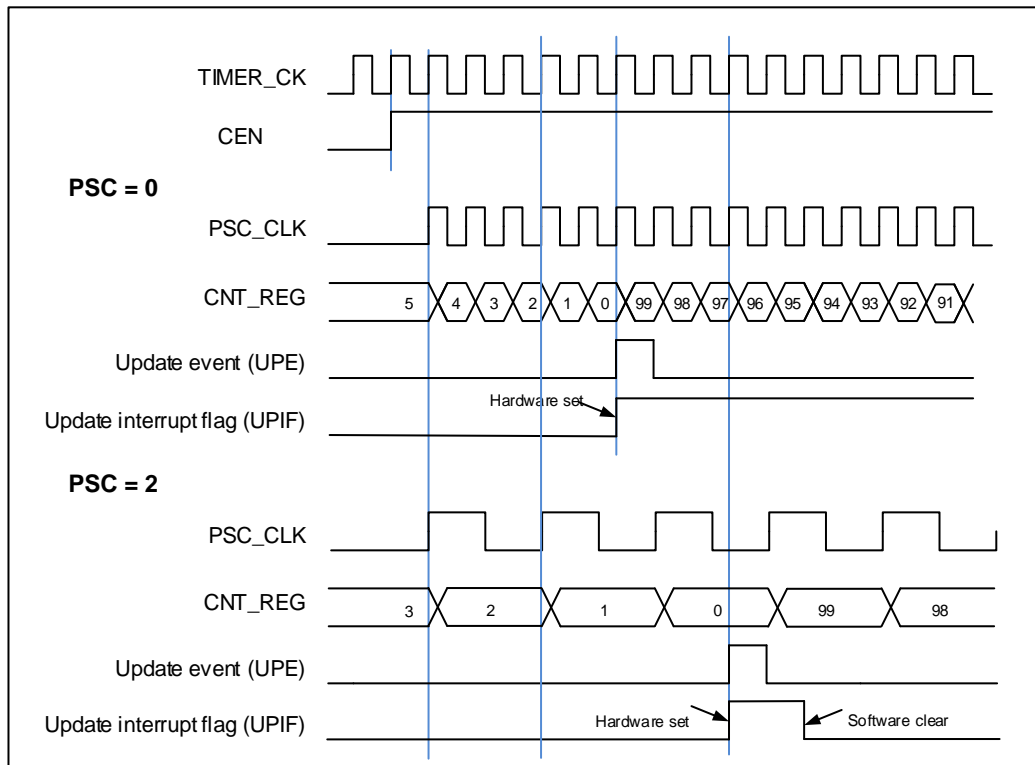 TIMER_CK
CEN
PSC = 0
PSC_CLK
CNT_REG 5 4 3 2 1 0 99 98 97 96 95 94 93 92 91
Update event (UPE)
Hardware set
Update interrupt flag (UPIF)
PSC = 2
PSC_CLK
CNT_REG 3 2 1 0 99 98
Update event (UPE)
Update interrupt flag (UPIF) Hardware set Software clear